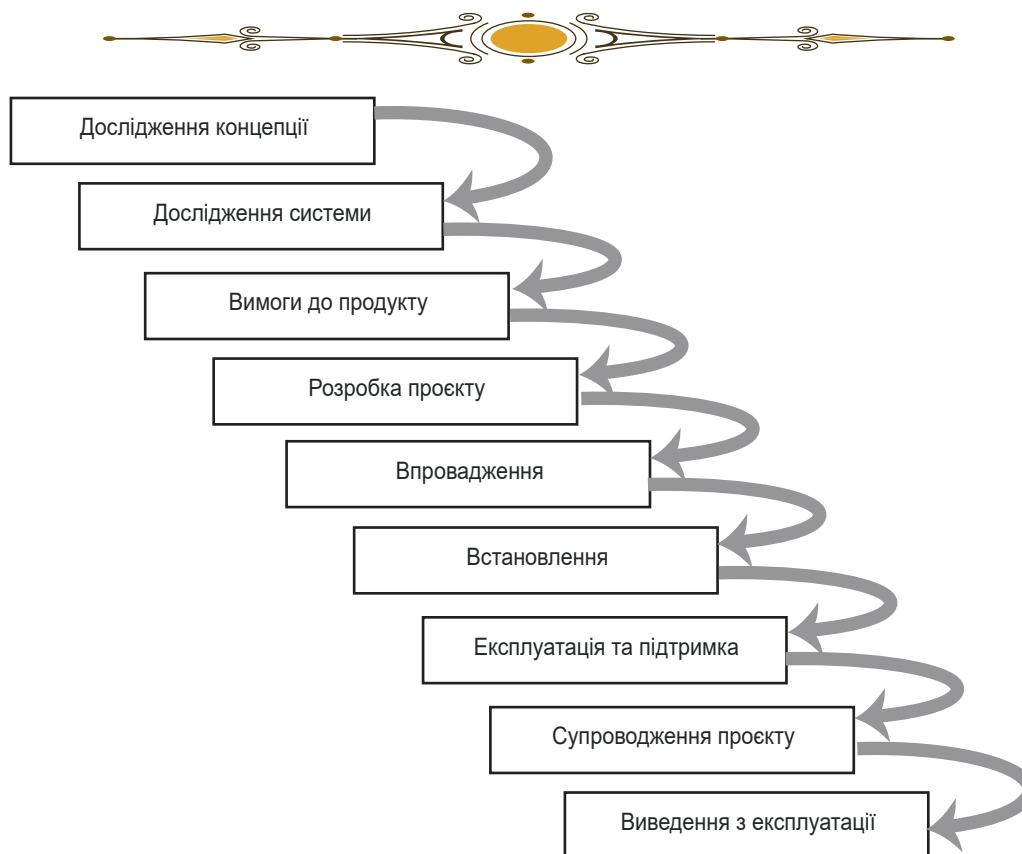 Дослідження концепції
Дослідження системи
Вимоги до продукту
Розробка проєкту
Впровадження
Встановлення
Експлуатація та підтримка
Супроводження проєкту
Виведення з експлуатації